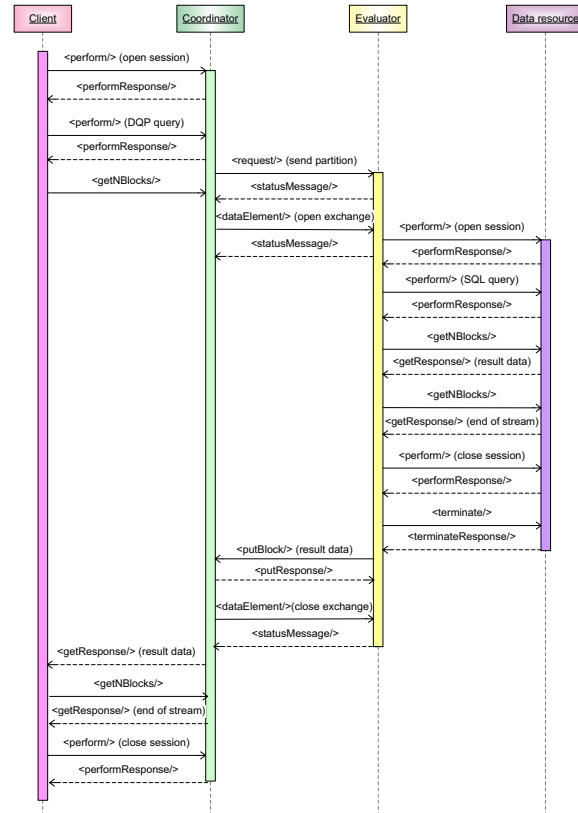 Client
Coordinator
Evaluator
Data resource
<perform/> (open session)
<performResponse/>
<perform/> (DQP query)
<performResponse/>
<request/> (send partition)
<statusMessage/>
<getNBlocks/>
<dataElement/> (open exchange)
<perform/> (open session)
<statusMessage/>
<performResponse/>
<perform/> (SQL query)
<performResponse/>
<getNBlocks/>
<getResponse/> (result data)
<getNBlocks/>
<getResponse/> (end of stream)
<perform/> (close session)
<performResponse/>
<terminate/>
<terminateResponse/>
<putBlock/> (result data)
<putResponse/>
<dataElement/>(close exchange)
<statusMessage/>
<getResponse/> (result data)
<getNBlocks/>
<getResponse/> (end of stream)
<perform/> (close session)
<performResponse/>